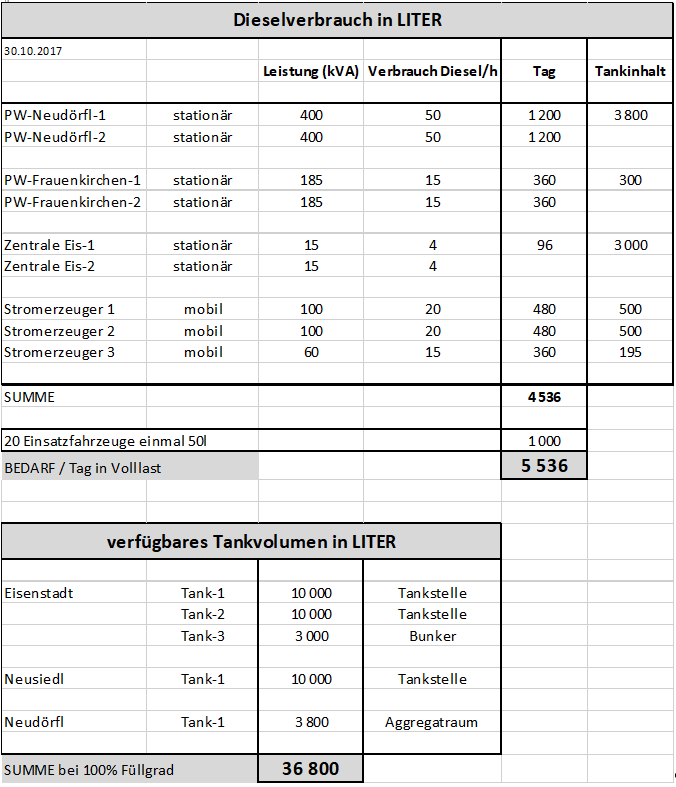 Dieselverbrauch in LITER
30.10.2017
Leistung (kVA) Verbrauch Diesel/h Tag Tankinhalt
PW-Neudörfl-1 stationär 400 50 1 200 3 800
PW-Neudörfl-2 stationär 400 50 1 200
PW-Frauenkirchen-1 stationär 185 15 360 300
PW-Frauenkirchen-2 stationär 185 15 360
Zentrale Eis-1 stationär 15 4 96 3 000
Zentrale Eis-2 stationär 15 4
Stromerzeuger 1 mobil 100 20 480 500
Stromerzeuger 2 mobil 100 20 480 500
Stromerzeuger 3 mobil 60 15 360 195
SUMME 4 536
20 Einsatzfahrzeuge einmal 50l 1 000
BEDARF / Tag in Volllast 5 536
verfügbares Tankvolumen in LITER
Eisenstadt Tank-1 10 000 Tankstelle
Tank-2 10 000 Tankstelle
Tank-3 3 000 Bunker
Neusiedl Tank-1 10 000 Tankstelle
Neudörfl Tank-1 3 800 Aggregatraum
SUMME bei 100% Füllgrad 36 800